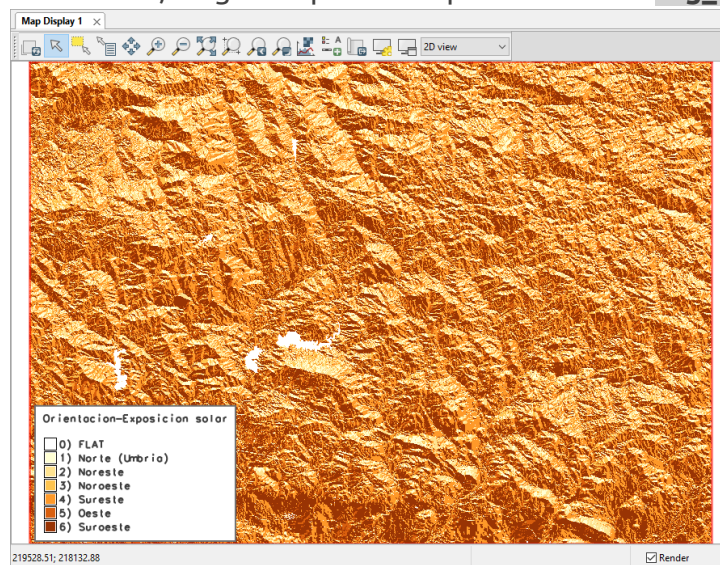 Map Display 1
2D view
Orientacion-Exposicion solar
0) FLAT
1) Norte (Umbria)
2) Noreste
3) Noroeste
4) Sureste
5) Oeste
6) Suroeste
219528.51; 218132.88
Render